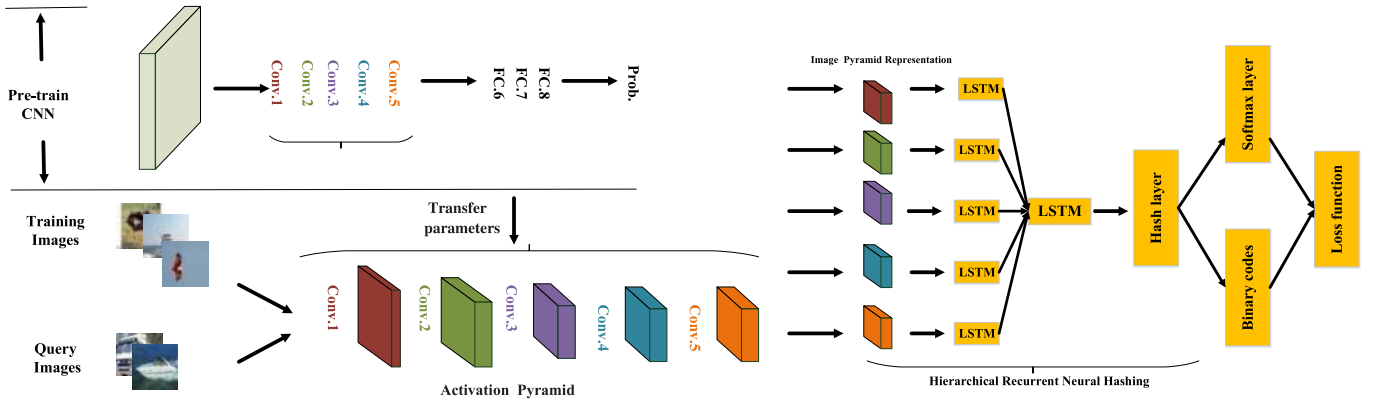 Pre-train
CNN
Conv.1
Conv.2
Conv.3
Conv.4
Conv.5
FC.6
FC.7
FC.8
Prob.
Training
Images
Transfer
parameters
Query
Images
Conv.1
Conv.2
Conv.3
Conv.4
Conv.5
Activation Pyramid
Image Pyramid Representation
LSTM
LSTM
LSTM
LSTM
LSTM
LSTM
Hash layer
Softmax layer
Binary codes
Loss function
Hierarchical Recurrent Neural Hashing